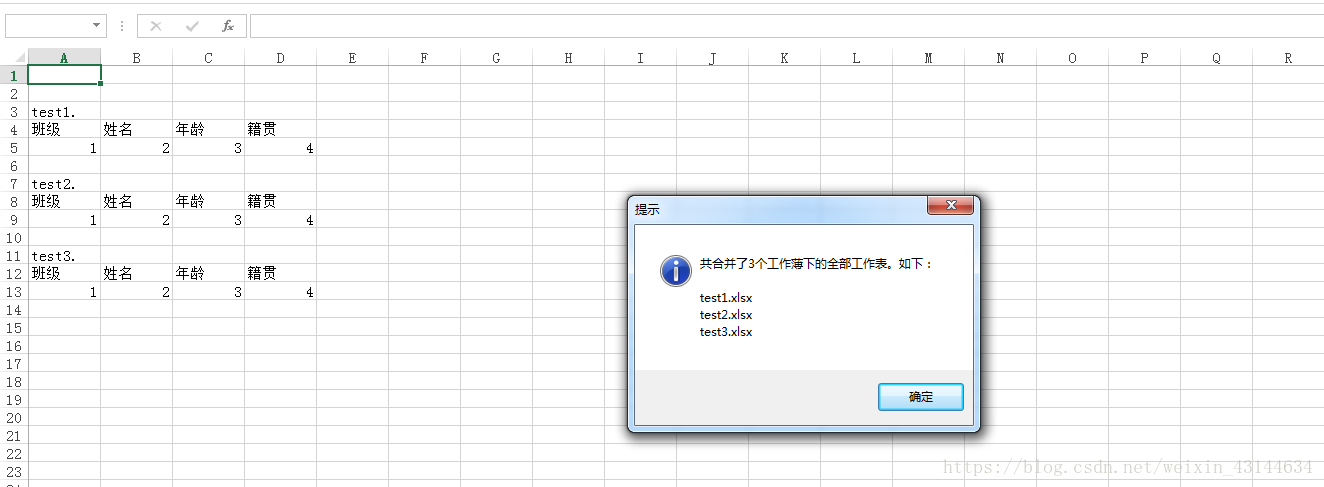 fx
A B C D E F G H I J K L M N O P Q R
1
2
3 test1.
4 班级 姓名 年龄 籍贯
5 1 2 3 4
6
7 test2.
8 班级 姓名 年龄 籍贯
9 1 2 3 4
10
11 test3.
12 班级 姓名 年龄 籍贯
13 1 2 3 4
14
15
16
17
18
19
20
21
22
23
提示
共合并了3个工作薄下的全部工作表。如下：
test1.xlsx
test2.xlsx
test3.xlsx
确定
https://blog.csdn.net/weixin_43144634